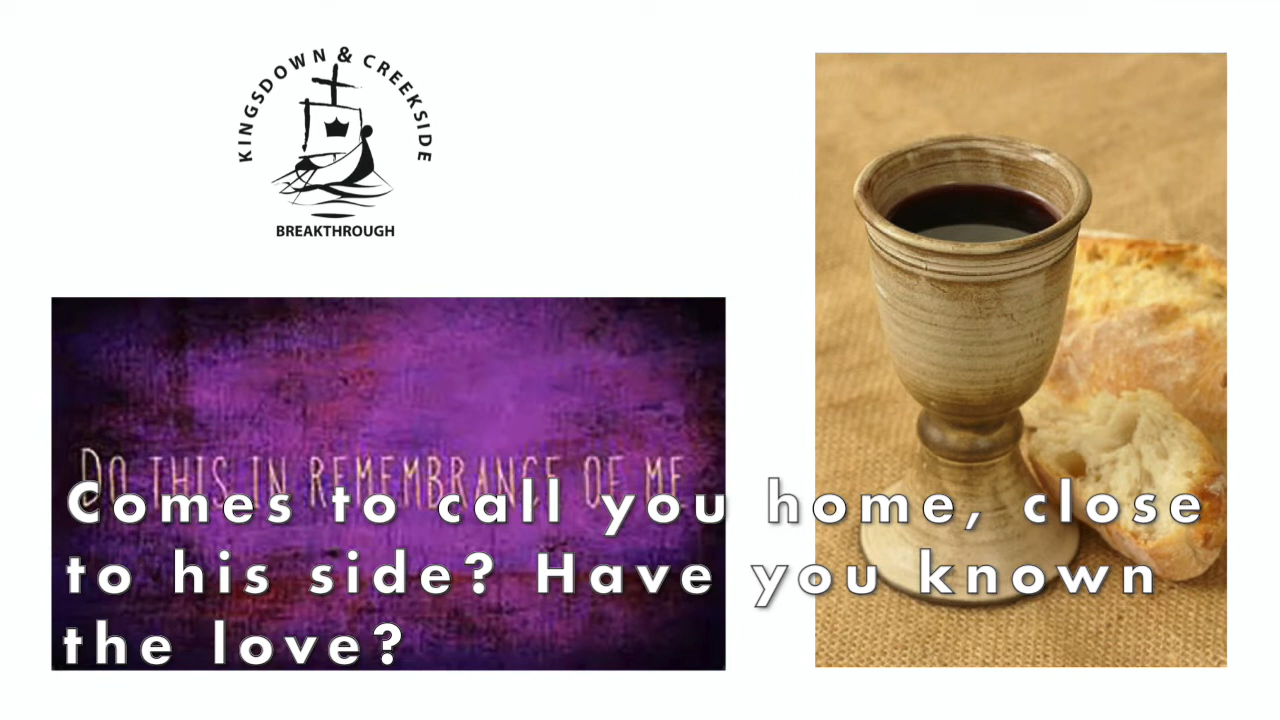 KINGSDOWN & CREEKSIDE
BREAKTHROUGH
DO THIS IN REMEMBRANCE OF ME
Comes to call you home, close
to his side? Have you known
the love?